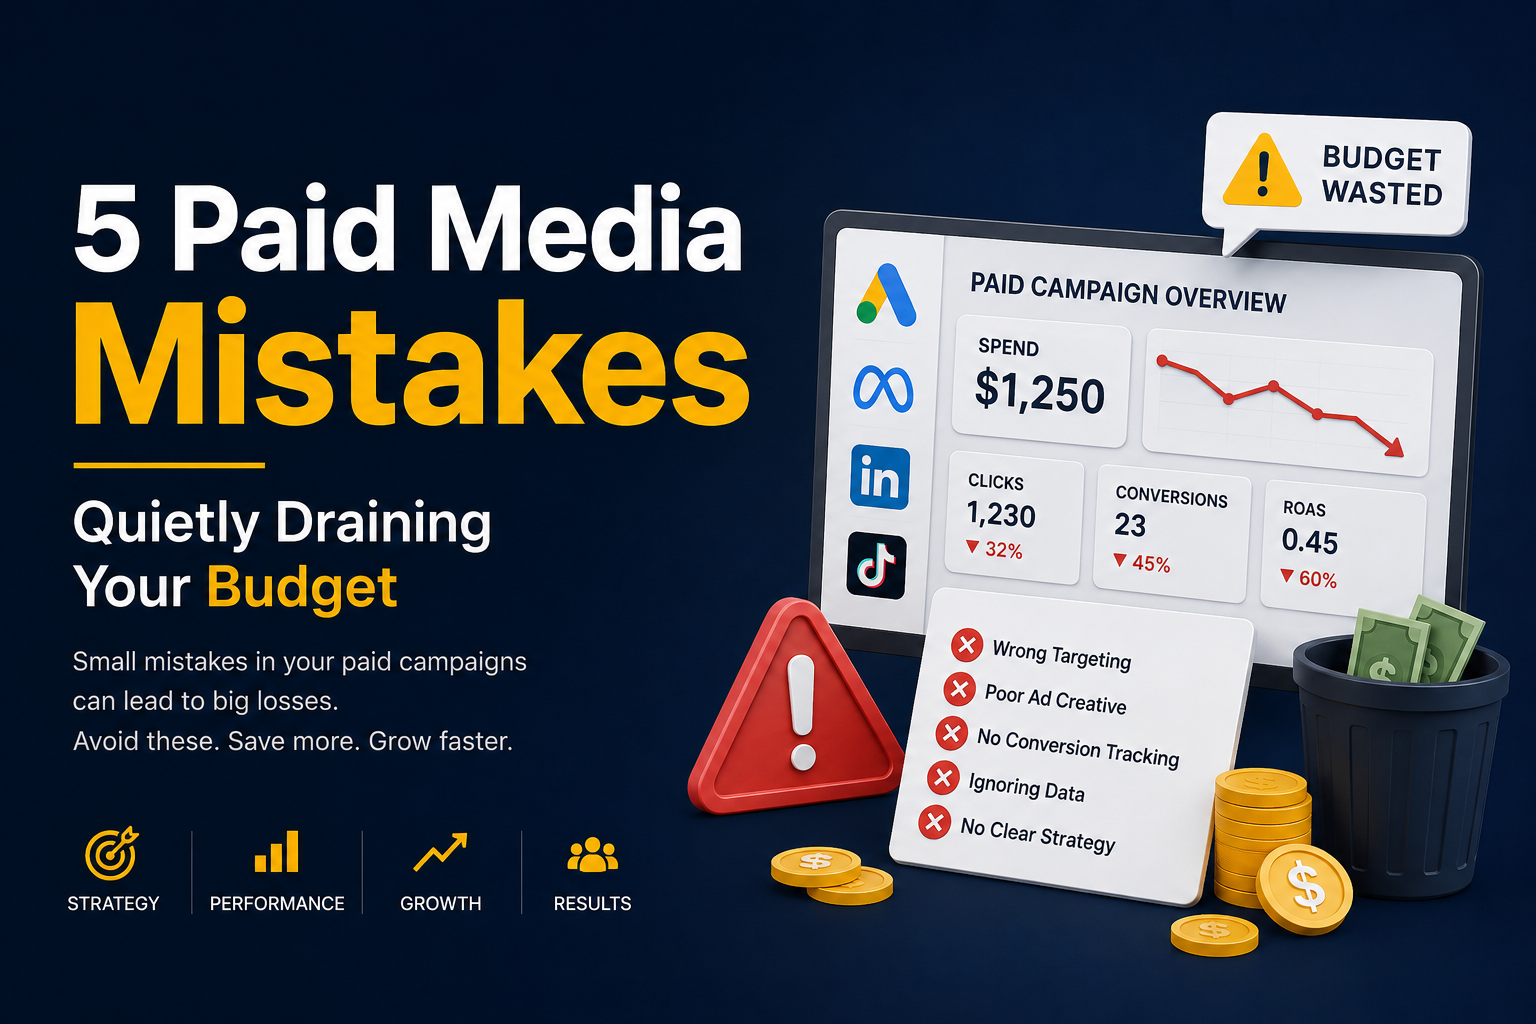 5 Paid Media
Mistakes
Quietly Draining
Your Budget
Small mistakes in your paid campaigns
can lead to big losses.
Avoid these. Save more. Grow faster.
STRATEGY
PERFORMANCE
GROWTH
RESULTS
BUDGET
WASTED
PAID CAMPAIGN OVERVIEW
SPEND
$1,250
CLICKS
1,230
▼ 32%
CONVERSIONS
23
▼ 45%
ROAS
0.45
▼ 60%
in
Wrong Targeting
Poor Ad Creative
No Conversion Tracking
Ignoring Data
No Clear Strategy
$
$
$
$
$